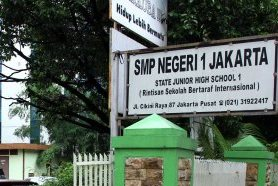 Hidup Lebih Bermutu
SMP NEGERI 1 JAKARTA
STATE JUNIOR HIGH SCHOOL 1
( Rintisan Sekolah Bertaraf Internasional )
Jl. Cikini Raya 87 Jakarta Pusat ☎ (021) 31922417